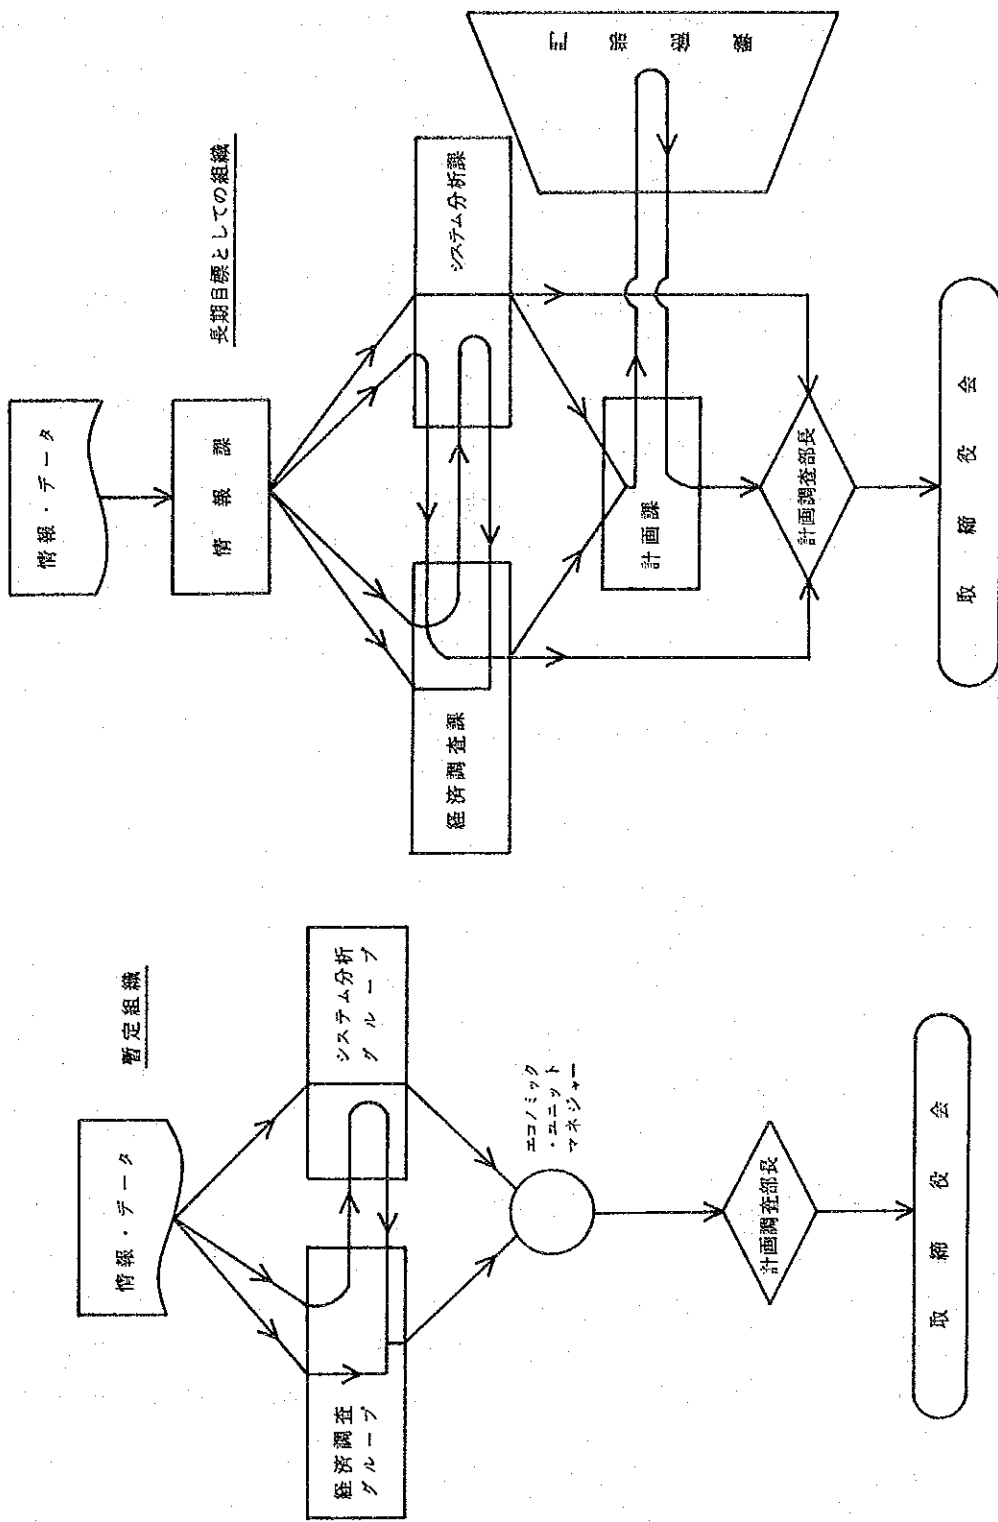 暫定組織
情報・データ
経済調査
グループ
システム分析
グループ
エコノミック
・ユニット
マネジャー
計画調査部長
取締役会
長期目標としての組織
情報・データ
情報課
経済調査課
システム分析課
計画課
職能部門
計画調査部長
取締役会